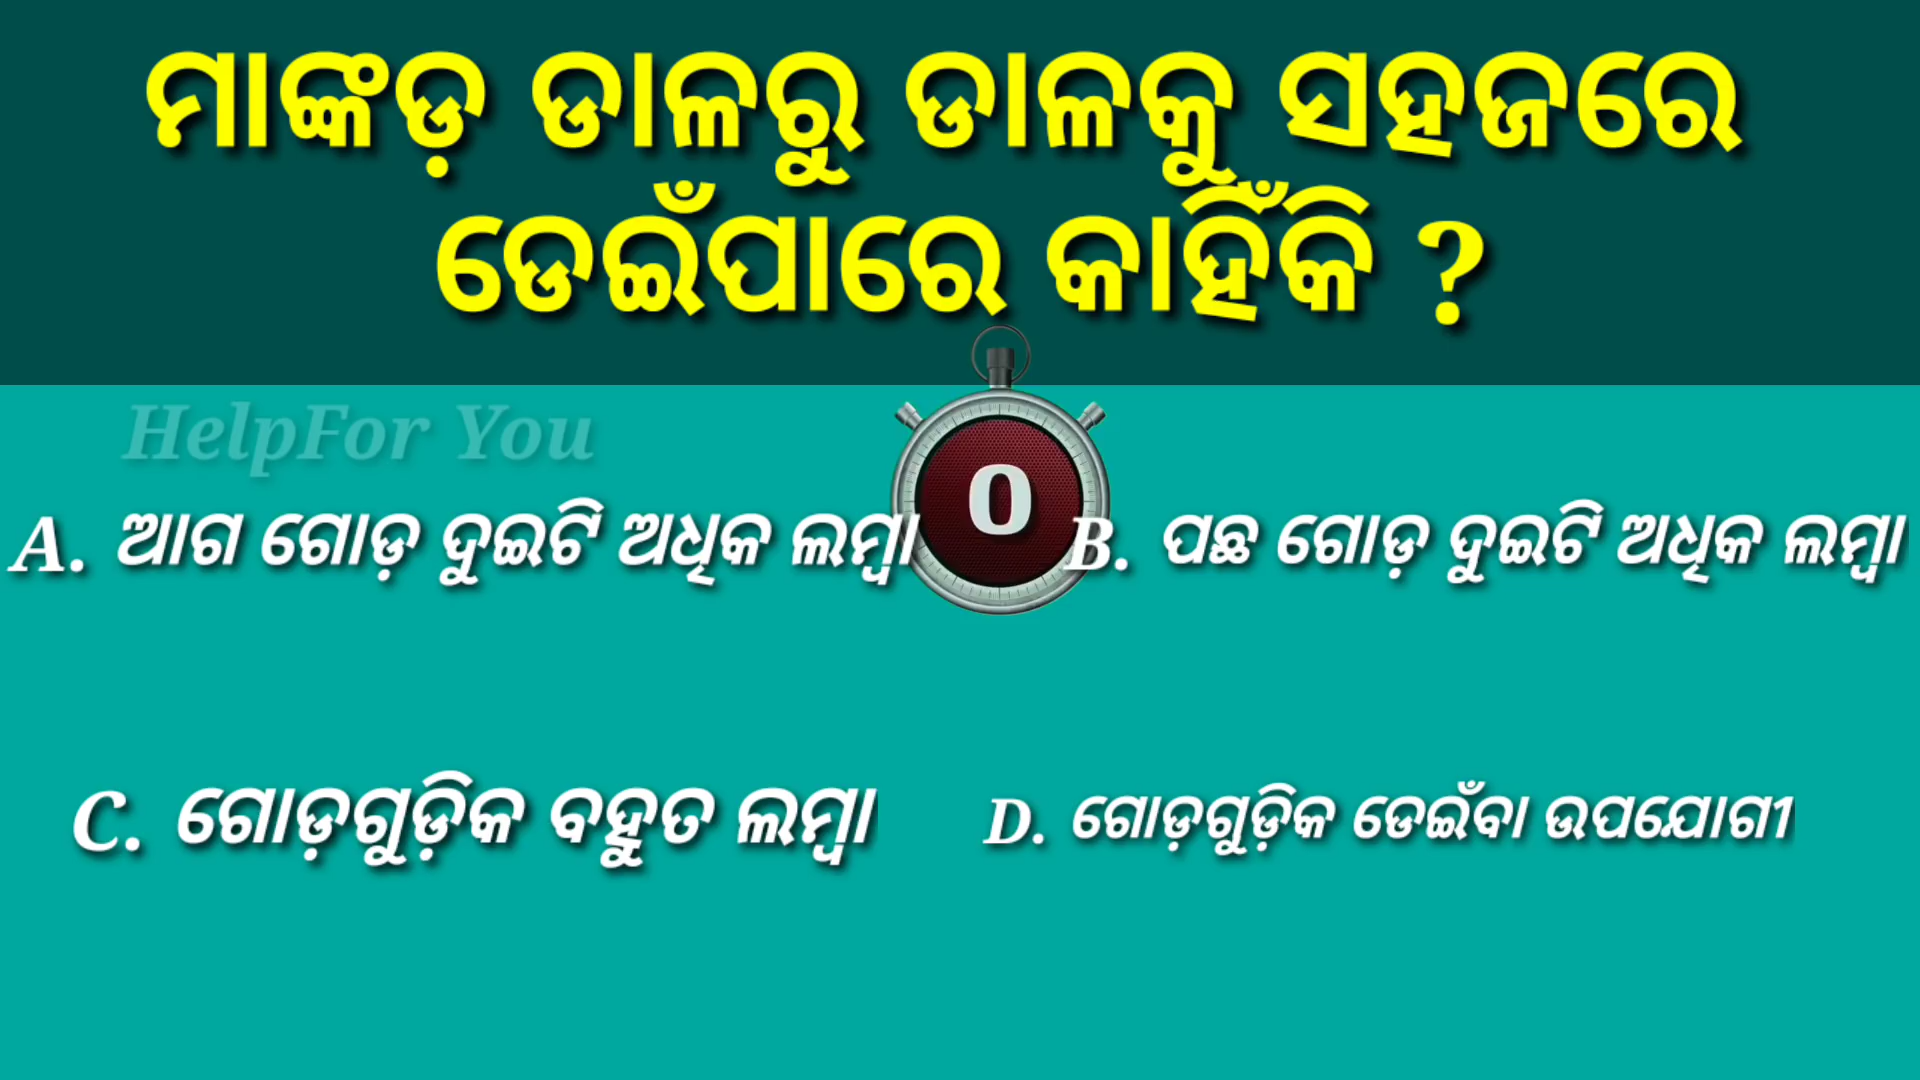 ମାଙ୍କଡ଼ ଡାଳରୁ ଡାଳକୁ ସହଜରେ
ଡେଇଁପାରେ କାହିଁକି ?
HelpFor You
0
A. ଆଗ ଗୋଡ଼ ଦୁଇଟି ଅଧିକ ଲମ୍ବା
B. ପଛ ଗୋଡ଼ ଦୁଇଟି ଅଧିକ ଲମ୍ବା
C. ଗୋଡ଼ଗୁଡ଼ିକ ବହୁତ ଲମ୍ବା
D. ଗୋଡ଼ଗୁଡ଼ିକ ଡେଇଁବା ଉପଯୋଗୀ